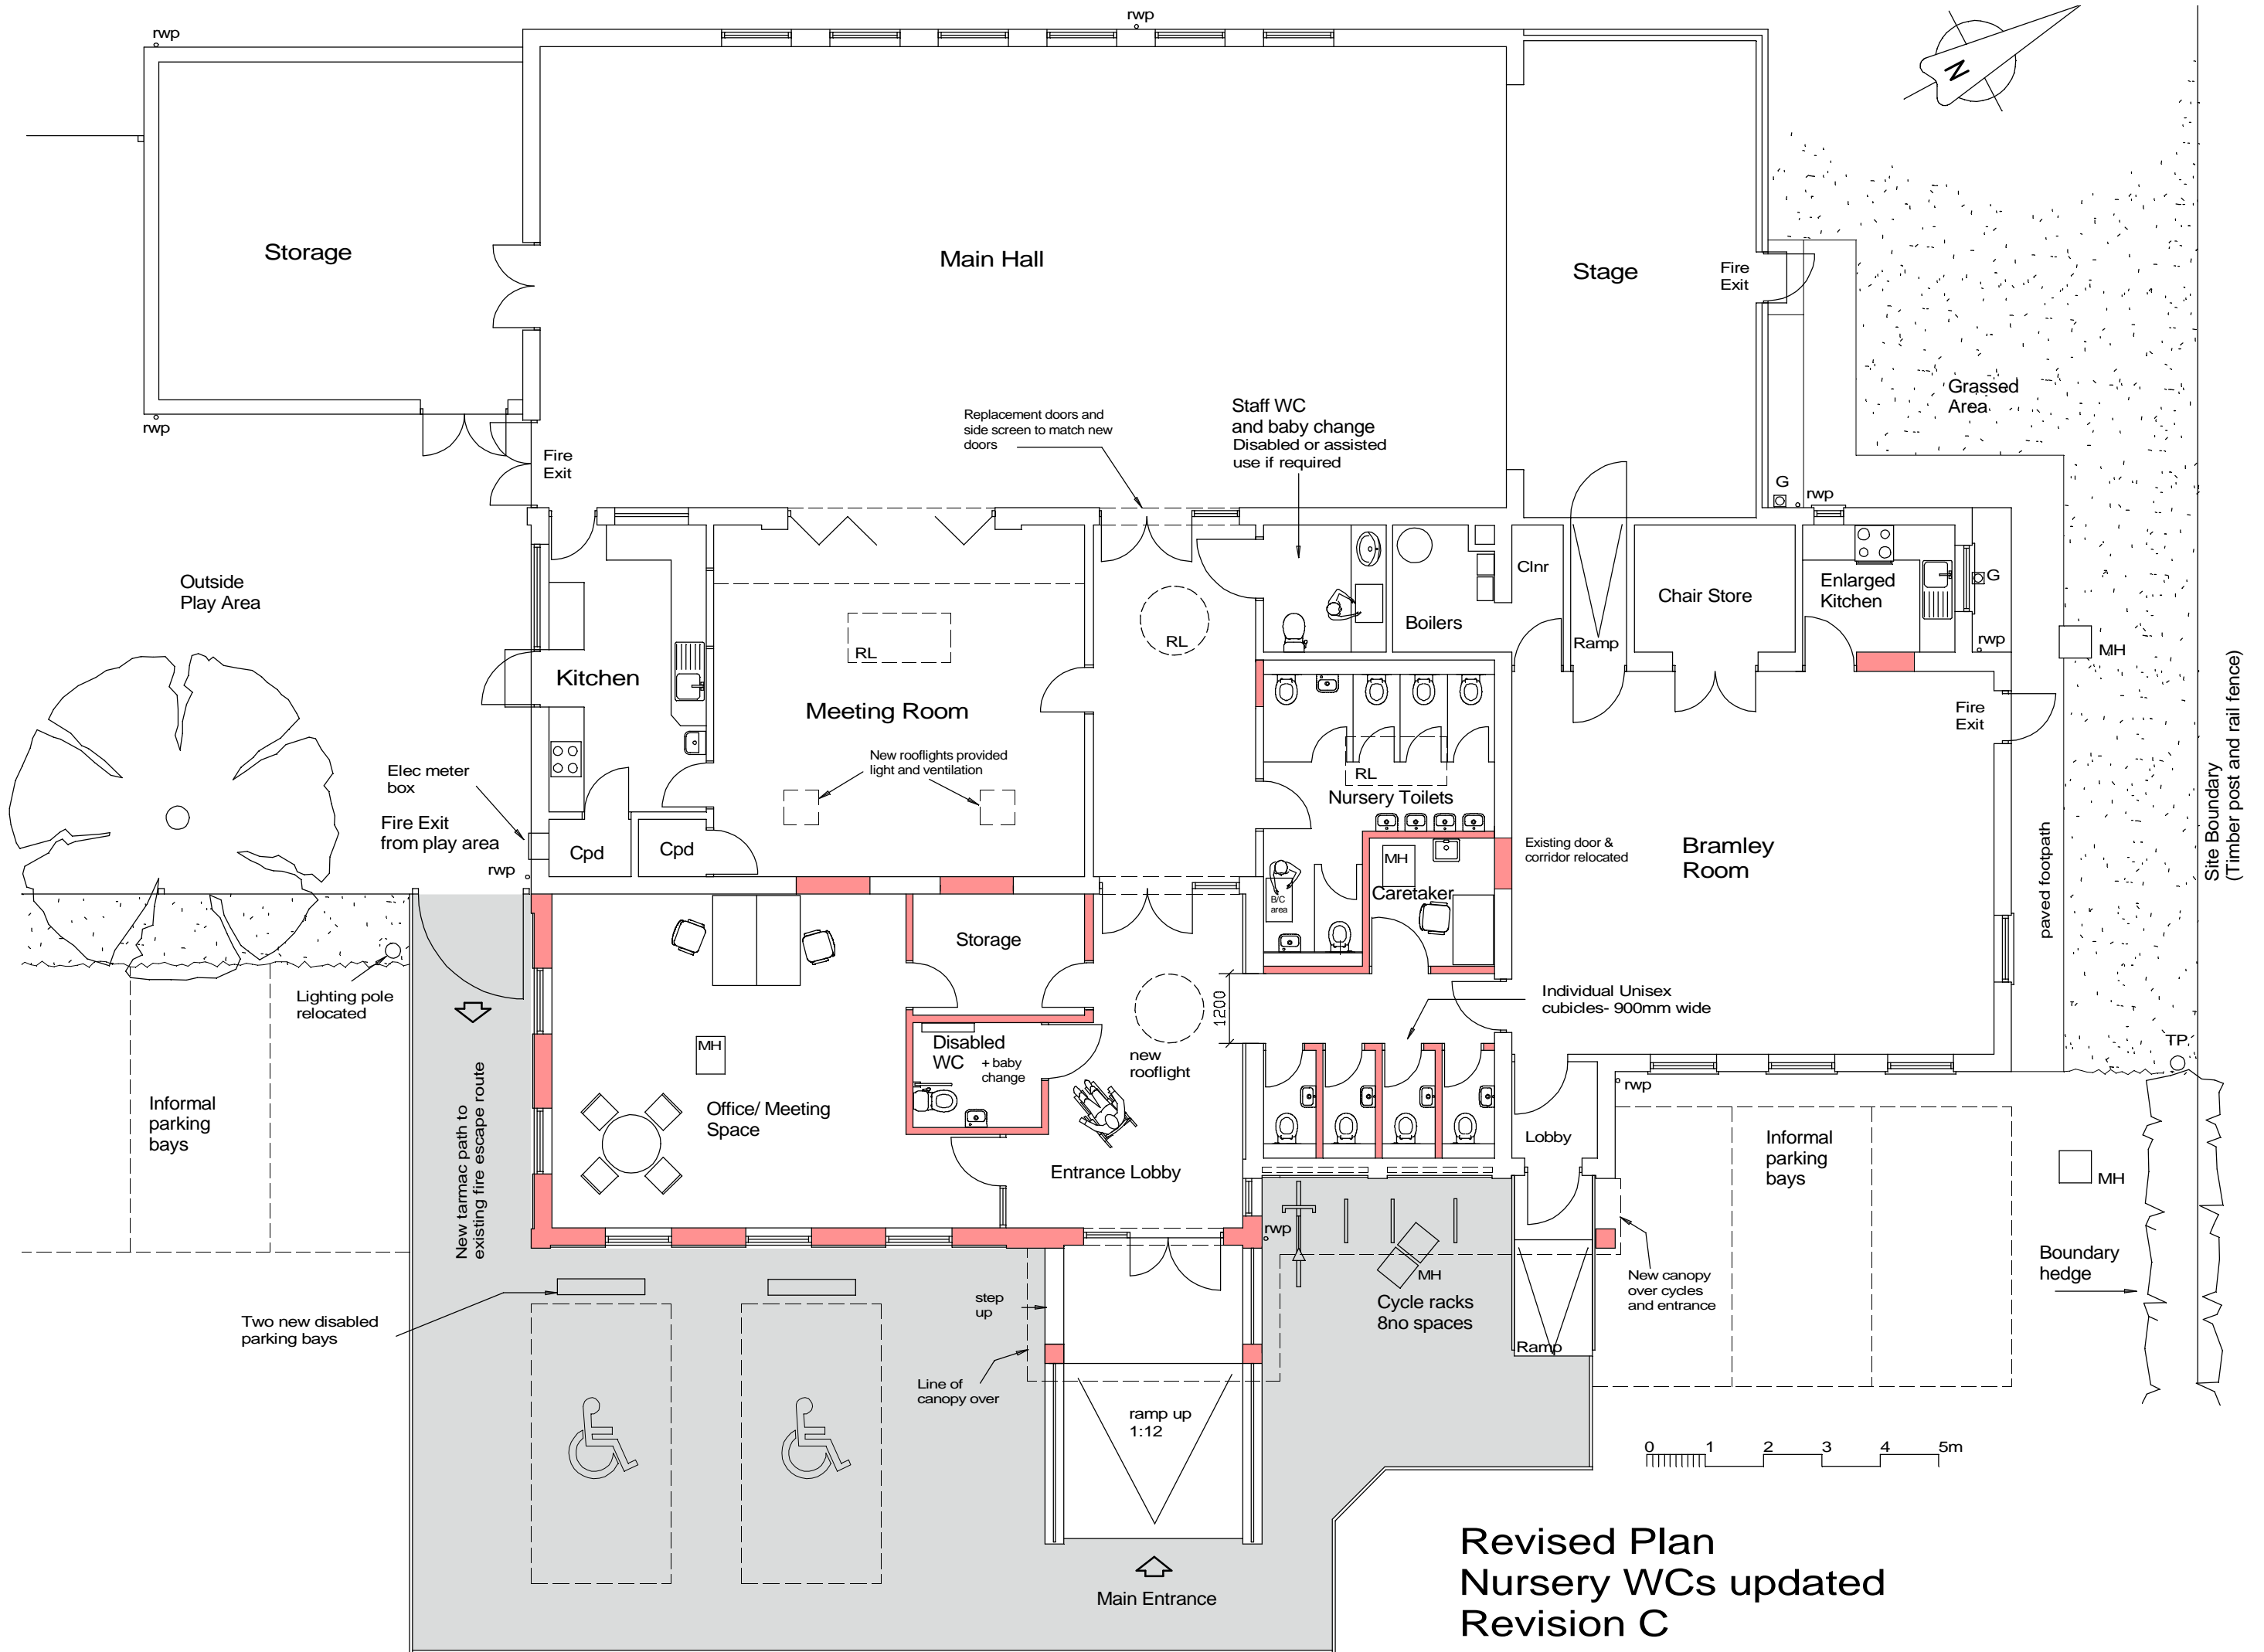 rwp
rwp
N
Storage
Main Hall
Stage
Fire
Exit
Grassed
Area
rwp
Replacement doors and
side screen to match new
doors
Staff WC
and baby change
Disabled or assisted
use if required
Fire
Exit
G
rwp
Outside
Play Area
Clnr
Enlarged
Kitchen
G
Chair Store
Boilers
RL
RL
Ramp
rwp
MH
Kitchen
Meeting Room
Fire
Exit
Site Boundary
(Timber post and rail fence)
New rooflights provided
light and ventilation
RL
Elec meter
box
Nursery Toilets
Fire Exit
from play area
Cpd
Cpd
Existing door &
corridor relocated
Bramley
Room
MH
rwp
Caretaker
B/C
area
paved footpath
Storage
Lighting pole
relocated
1200
Individual Unisex
cubicles- 900mm wide
MH
Disabled
WC
+ baby
change
new
rooflight
TP
rwp
Informal
parking
bays
Office/ Meeting
Space
New tarmac path to
existing fire escape route
Lobby
Informal
parking
bays
Entrance Lobby
MH
rwp
Boundary
hedge
New canopy
over cycles
and entrance
MH
step
up
Cycle racks
8no spaces
Two new disabled
parking bays
Ramp
Line of
canopy over
ramp up
1:12
0 1 2 3 4 5m
Main Entrance
Revised Plan
Nursery WCs updated
Revision C